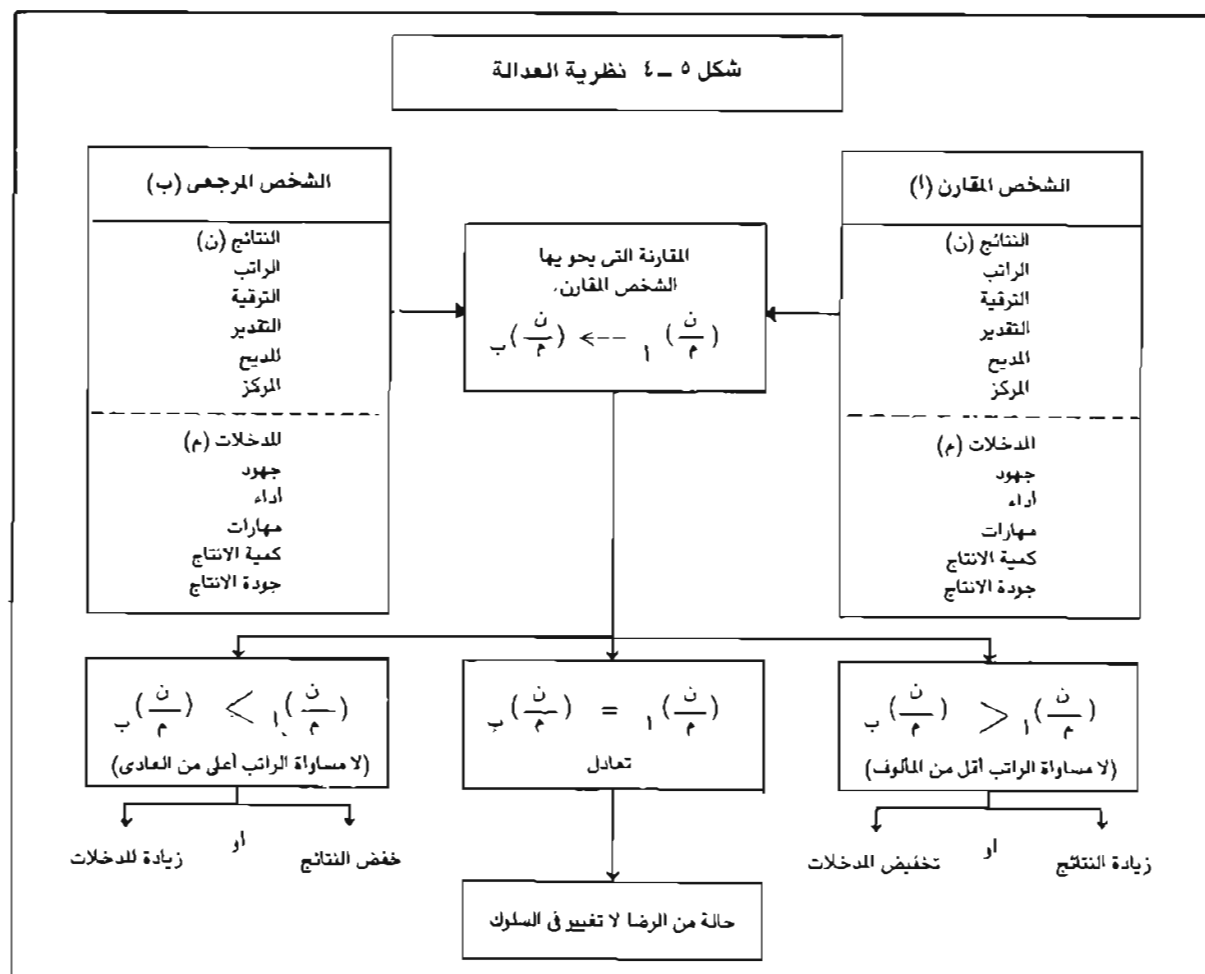 شكل ٥ – ٤ نظرية العدالة
الشخص المقارن (أ)
النتائج (ن)
الراتب
الترقية
التقدير
المديح
المركز
المدخلات (م)
جهود
أداء
مهارات
كمية الانتاج
جودة الانتاج
المقارنة التى يحويها
الشخص المقارن.
(ن/م) أ ---> (ن/م) ب
الشخص المرجعى (ب)
النتائج (ن)
الراتب
الترقية
التقدير
المديح
المركز
المدخلات (م)
جهود
أداء
مهارات
كمية الانتاج
جودة الانتاج
(ن/م) أ < (ن/م) ب
(لا مساواة الراتب أقل من المألوف)
زيادة النتائج
او
تخفيض المدخلات
(ن/م) أ = (ن/م) ب
تعادل
حالة من الرضا لا تغيير فى السلوك
(ن/م) أ > (ن/م) ب
(لا مساواة الراتب أعلى من العادى)
خفض النتائج
او
زيادة المدخلات